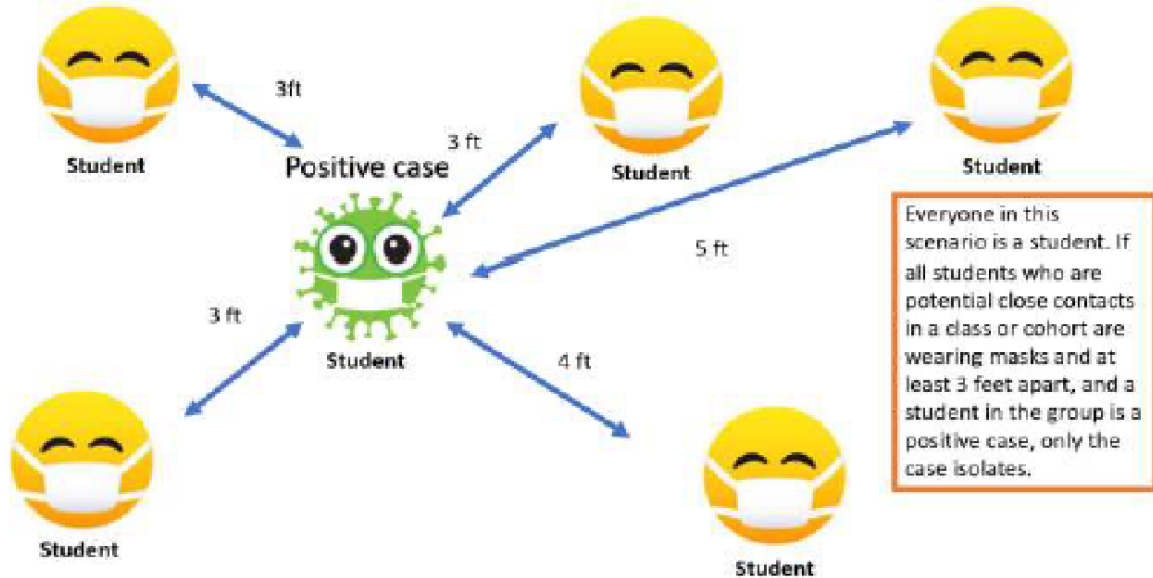 3ft
Student
Positive case
3 ft
Student
Student
5 ft
3 ft
Student
4 ft
Student
Student
Everyone in this
scenario is a student. If
all students who are
potential close contacts
in a class or cohort are
wearing masks and at
least 3 feet apart, and a
student in the group is a
positive case, only the
case isolates.